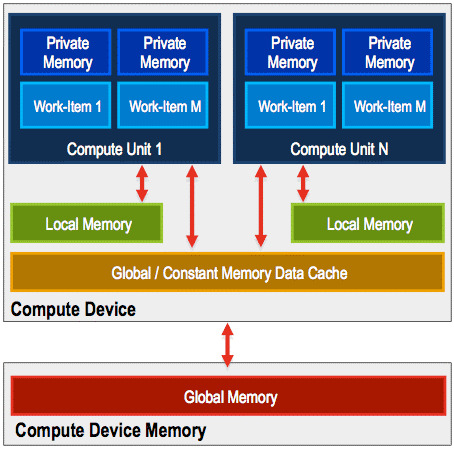 Private Memory
Private Memory
Private Memory
Private Memory
Work-Item 1
Work-Item M
Work-Item 1
Work-Item M
Compute Unit 1
Compute Unit N
Local Memory
Local Memory
Global / Constant Memory Data Cache
Compute Device
Global Memory
Compute Device Memory